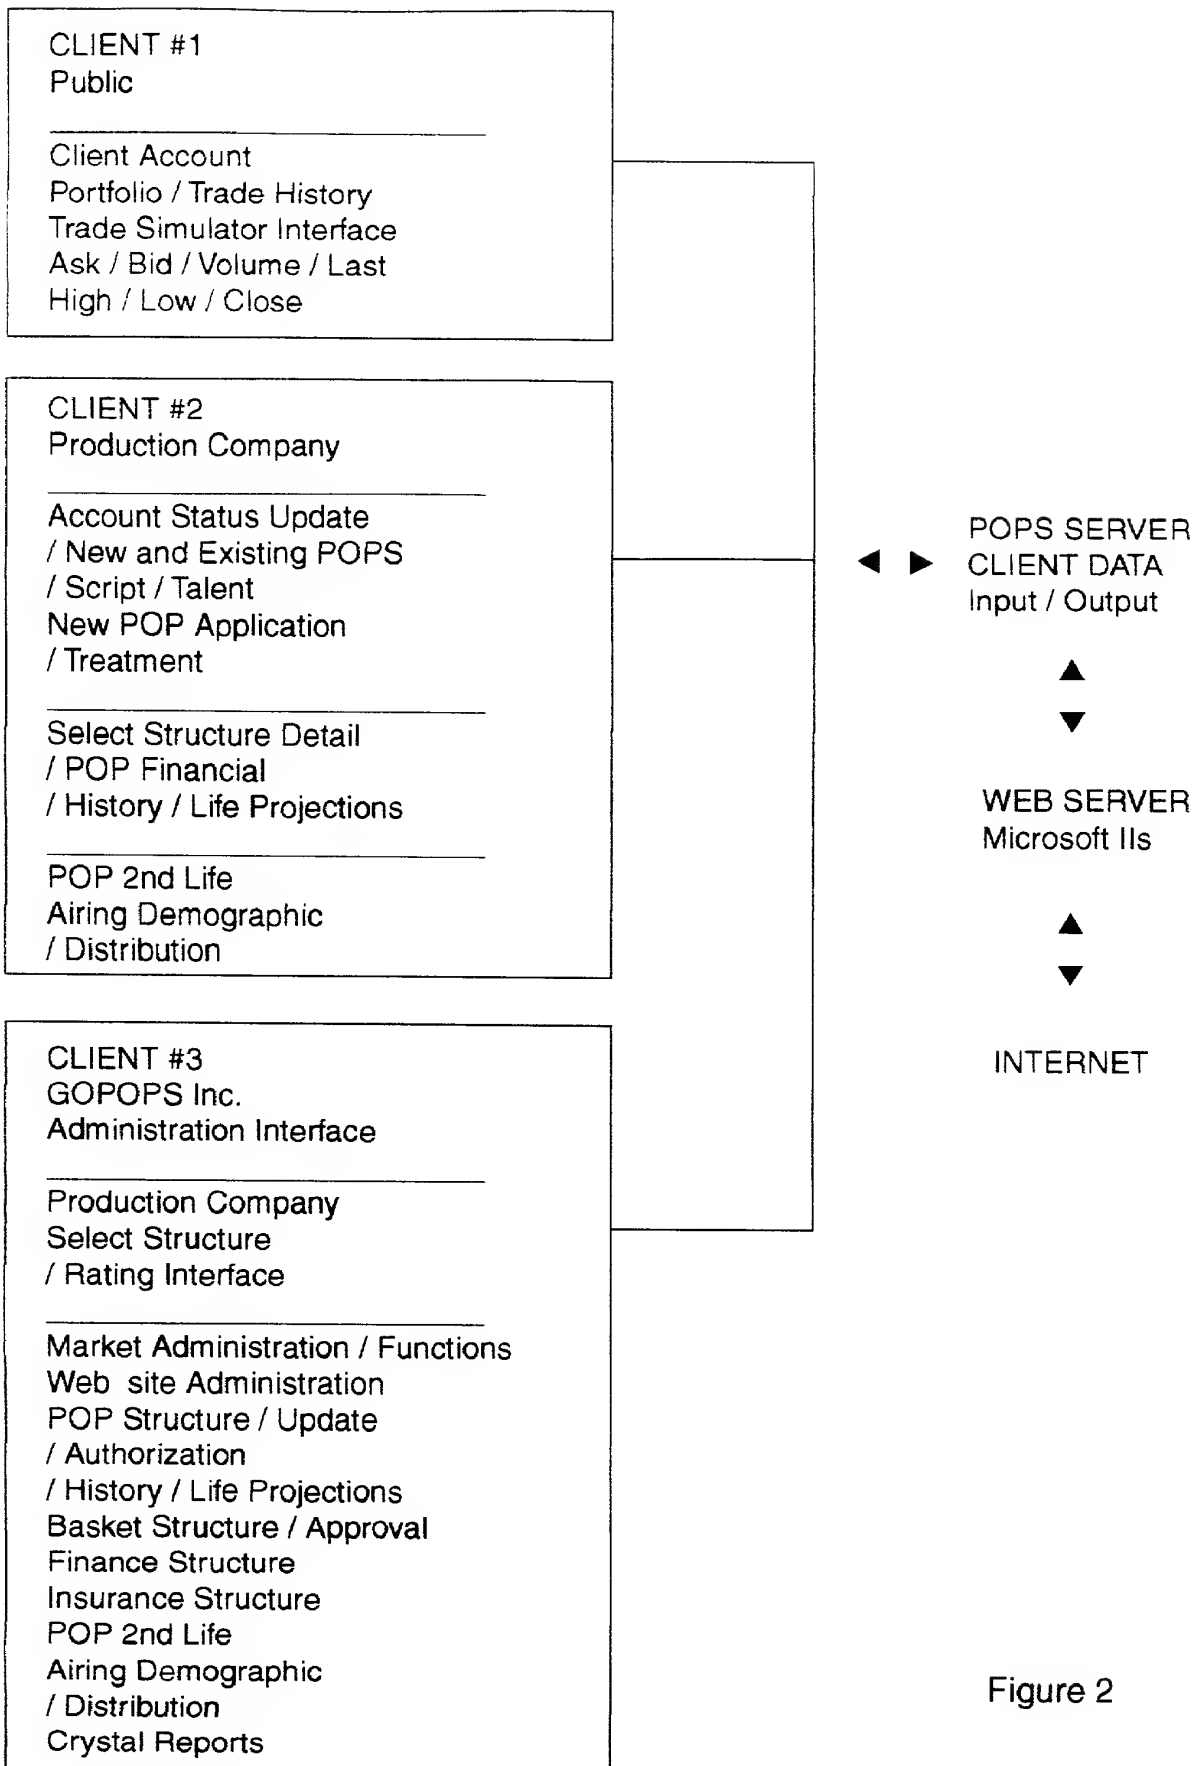 CLIENT #1
Public
Client Account
Portfolio / Trade History
Trade Simulator Interface
Ask / Bid / Volume / Last
High / Low / Close
CLIENT #2
Production Company
Account Status Update
/ New and Existing POPS
/ Script / Talent
New POP Application
/ Treatment
Select Structure Detail
/ POP Financial
/ History / Life Projections
POP 2nd Life
Airing Demographic
/ Distribution
CLIENT #3
GOPOPS Inc.
Administration Interface
Production Company
Select Structure
/ Rating Interface
Market Administration / Functions
Web site Administration
POP Structure / Update
/ Authorization
/ History / Life Projections
Basket Structure / Approval
Finance Structure
Insurance Structure
POP 2nd Life
Airing Demographic
/ Distribution
Crystal Reports
POPS SERVER
CLIENT DATA
Input / Output
WEB SERVER
Microsoft IIs
INTERNET
Figure 2